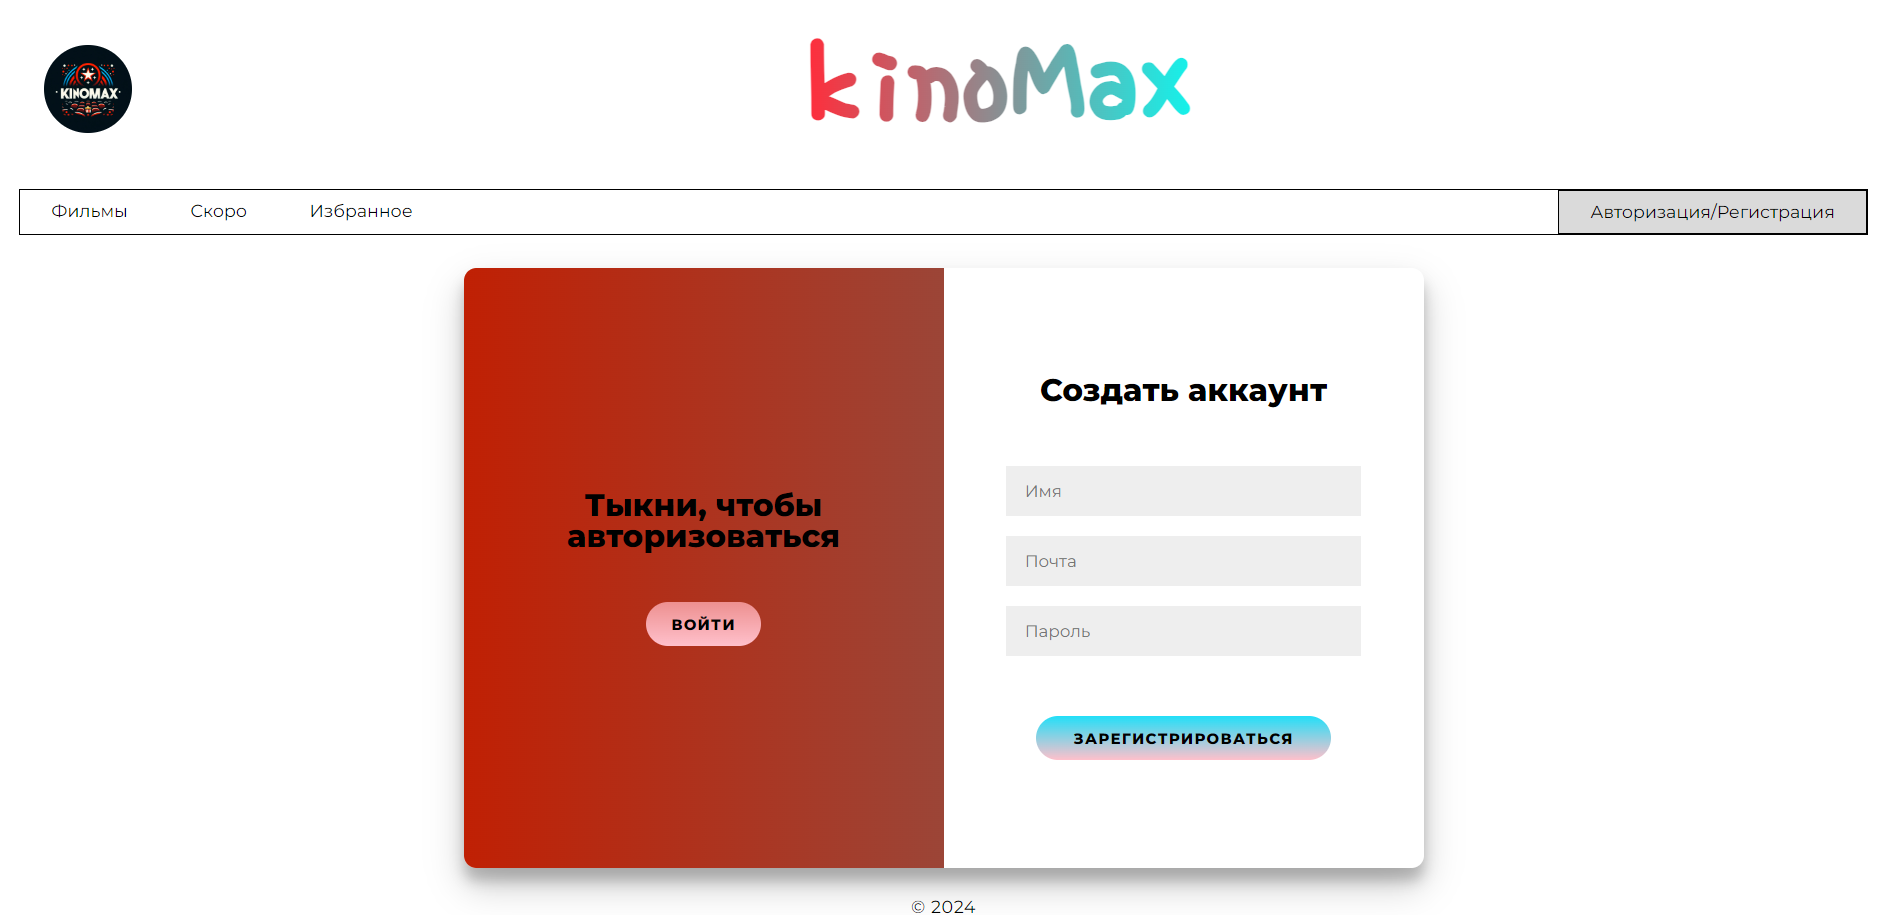 KINOMAX
kinoMax
Фильмы Скоро Избранное Авторизация/Регистрация
Тыкни, чтобы
авторизоваться
ВОЙТИ
Создать аккаунт
Имя
Почта
Пароль
ЗАРЕГИСТРИРОВАТЬСЯ
© 2024